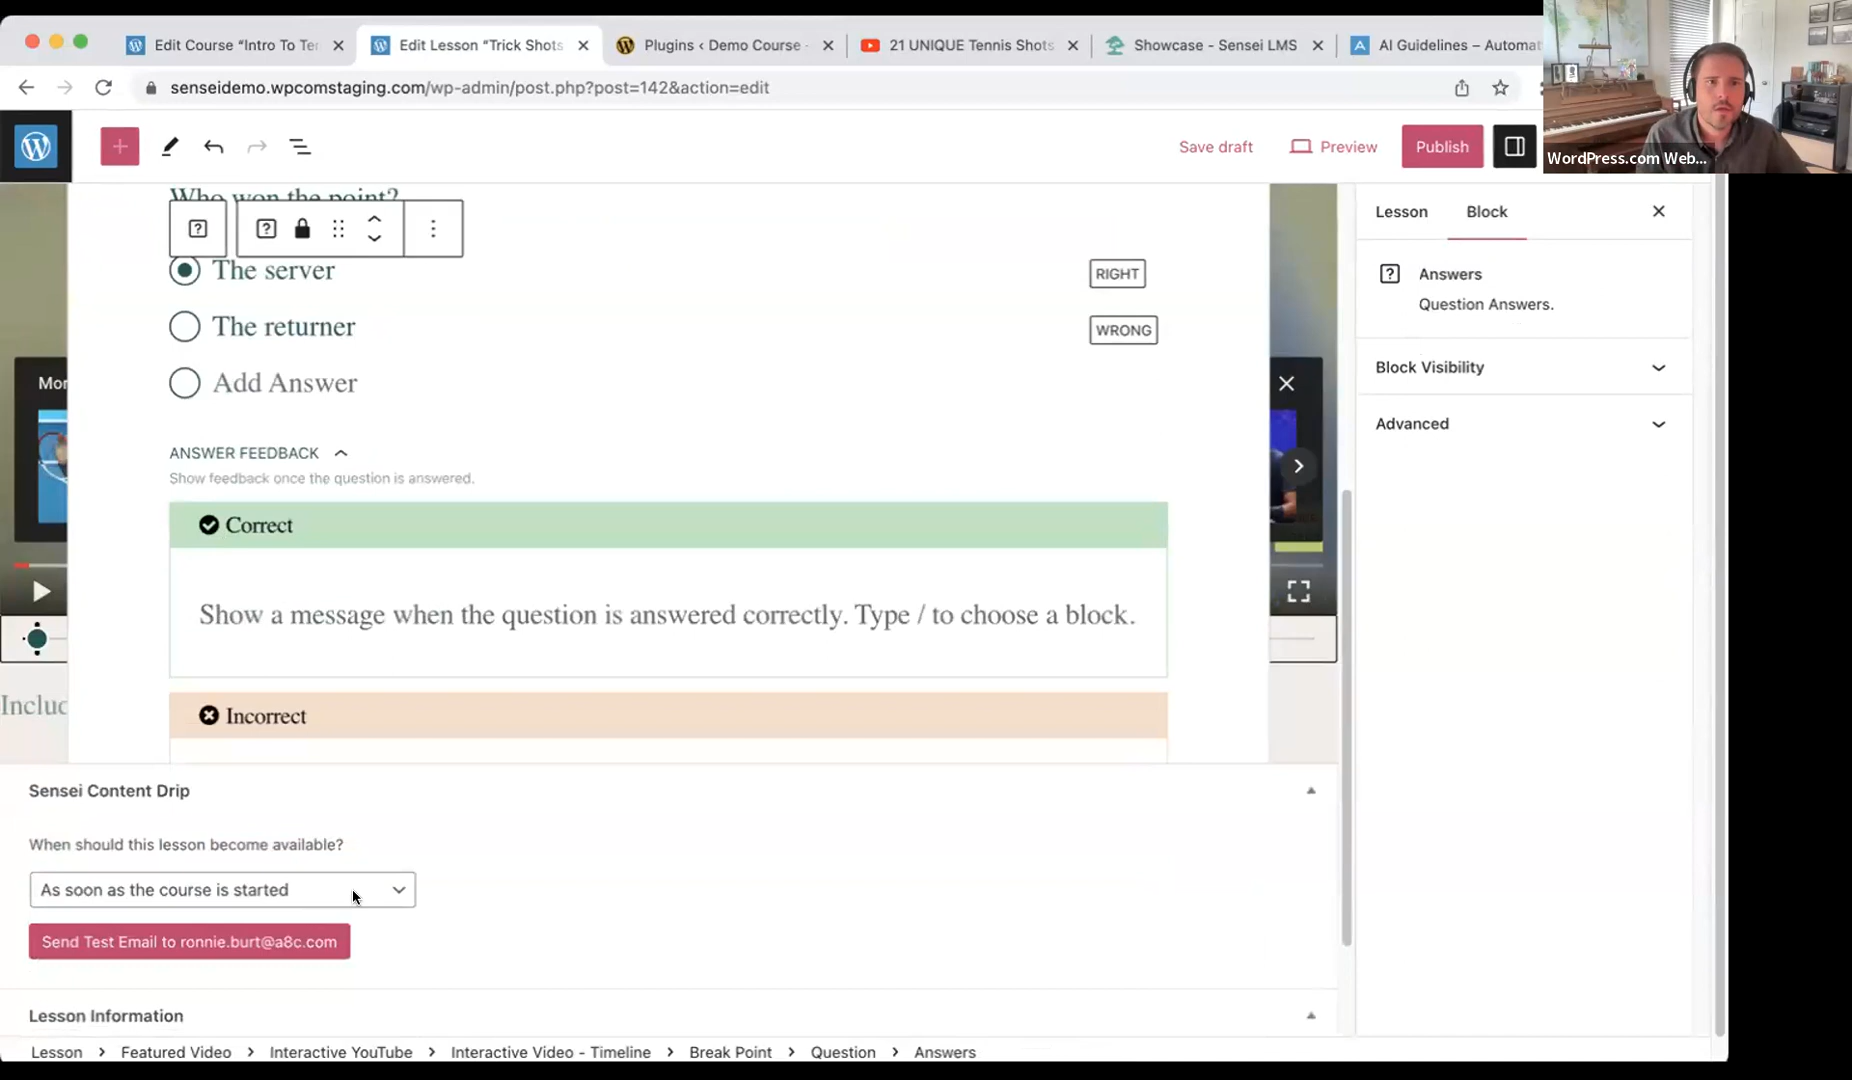 Edit Course “Intro To Ter
Edit Lesson “Trick Shots
Plugins ‹ Demo Course -
21 UNIQUE Tennis Shots
Showcase - Sensei LMS
AI Guidelines – Automat
senseidemo.wpcomstaging.com/wp-admin/post.php?post=142&action=edit
WordPress.com Web...
Save draft
Preview
Publish
Who won the point?
Lesson
Block
The server
RIGHT
Answers
Question Answers.
The returner
WRONG
Block Visibility
Mor
Add Answer
Advanced
ANSWER FEEDBACK
Show feedback once the question is answered.
Correct
Show a message when the question is answered correctly. Type / to choose a block.
Includ
Incorrect
Sensei Content Drip
When should this lesson become available?
As soon as the course is started
Send Test Email to ronnie.burt@a8c.com
Lesson Information
Lesson > Featured Video > Interactive YouTube > Interactive Video - Timeline > Break Point > Question > Answers